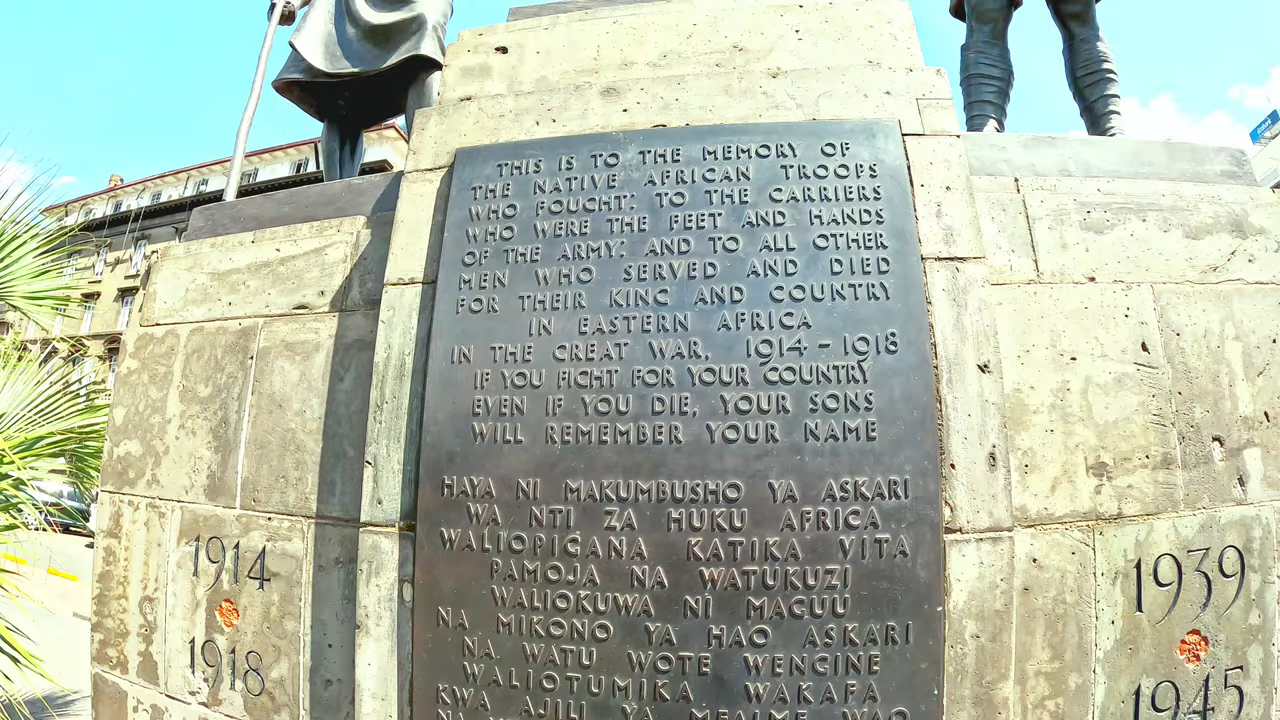 THIS IS TO THE MEMORY OF
THE NATIVE AFRICAN TROOPS
WHO FOUGHT: TO THE CARRIERS
WHO WERE THE FEET AND HANDS
OF THE ARMY: AND TO ALL OTHER
MEN WHO SERVED AND DIED
FOR THEIR KING AND COUNTRY
IN EASTERN AFRICA
IN THE GREAT WAR, 1914-1918
IF YOU FIGHT FOR YOUR COUNTRY
EVEN IF YOU DIE, YOUR SONS
WILL REMEMBER YOUR NAME
HAYA NI MAKUMBUSHO YA ASKARI
WA NTI ZA HUKU AFRICA
WALIOPIGANA KATIKA VITA
PAMOJA NA WATUKUZI
WALIOKUWA NI MAGUU
NA MIKONO YA HAO ASKARI
NA WATU WOTE WENGINE
WALIOTUMIKA WAKAFA
KWA AJILI YA MFALME WAO
1914
1918
1939
1945